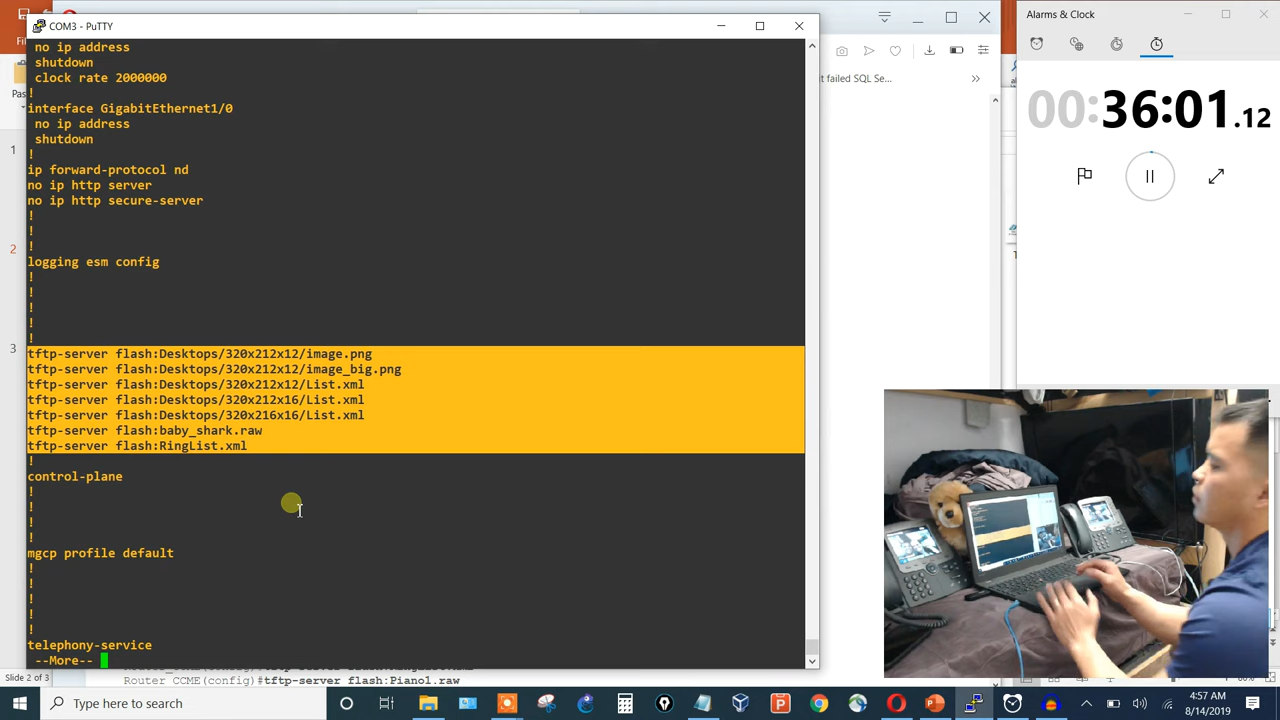 COM3 - PuTTY
no ip address
shutdown
clock rate 2000000
!
interface GigabitEthernet1/0
no ip address
shutdown
!
ip forward-protocol nd
no ip http server
no ip http secure-server
!
!
!
logging esm config
!
!
!
!
!
tftp-server flash:Desktops/320x212x12/image.png
tftp-server flash:Desktops/320x212x12/image_big.png
tftp-server flash:Desktops/320x212x12/List.xml
tftp-server flash:Desktops/320x212x16/List.xml
tftp-server flash:Desktops/320x216x16/List.xml
tftp-server flash:baby_shark.raw
tftp-server flash:RingList.xml
!
control-plane
!
!
!
!
mgcp profile default
!
!
!
!
!
telephony-service
--More--
Router_CCME(config)#tftp-server flash:Piano1.raw
Fi
Pas
1
2
3
Slide 2 of 3
t failed SQL Se...
Alarms & Clock
00:36:01.12
Type here to search
4:57 AM
8/14/2019